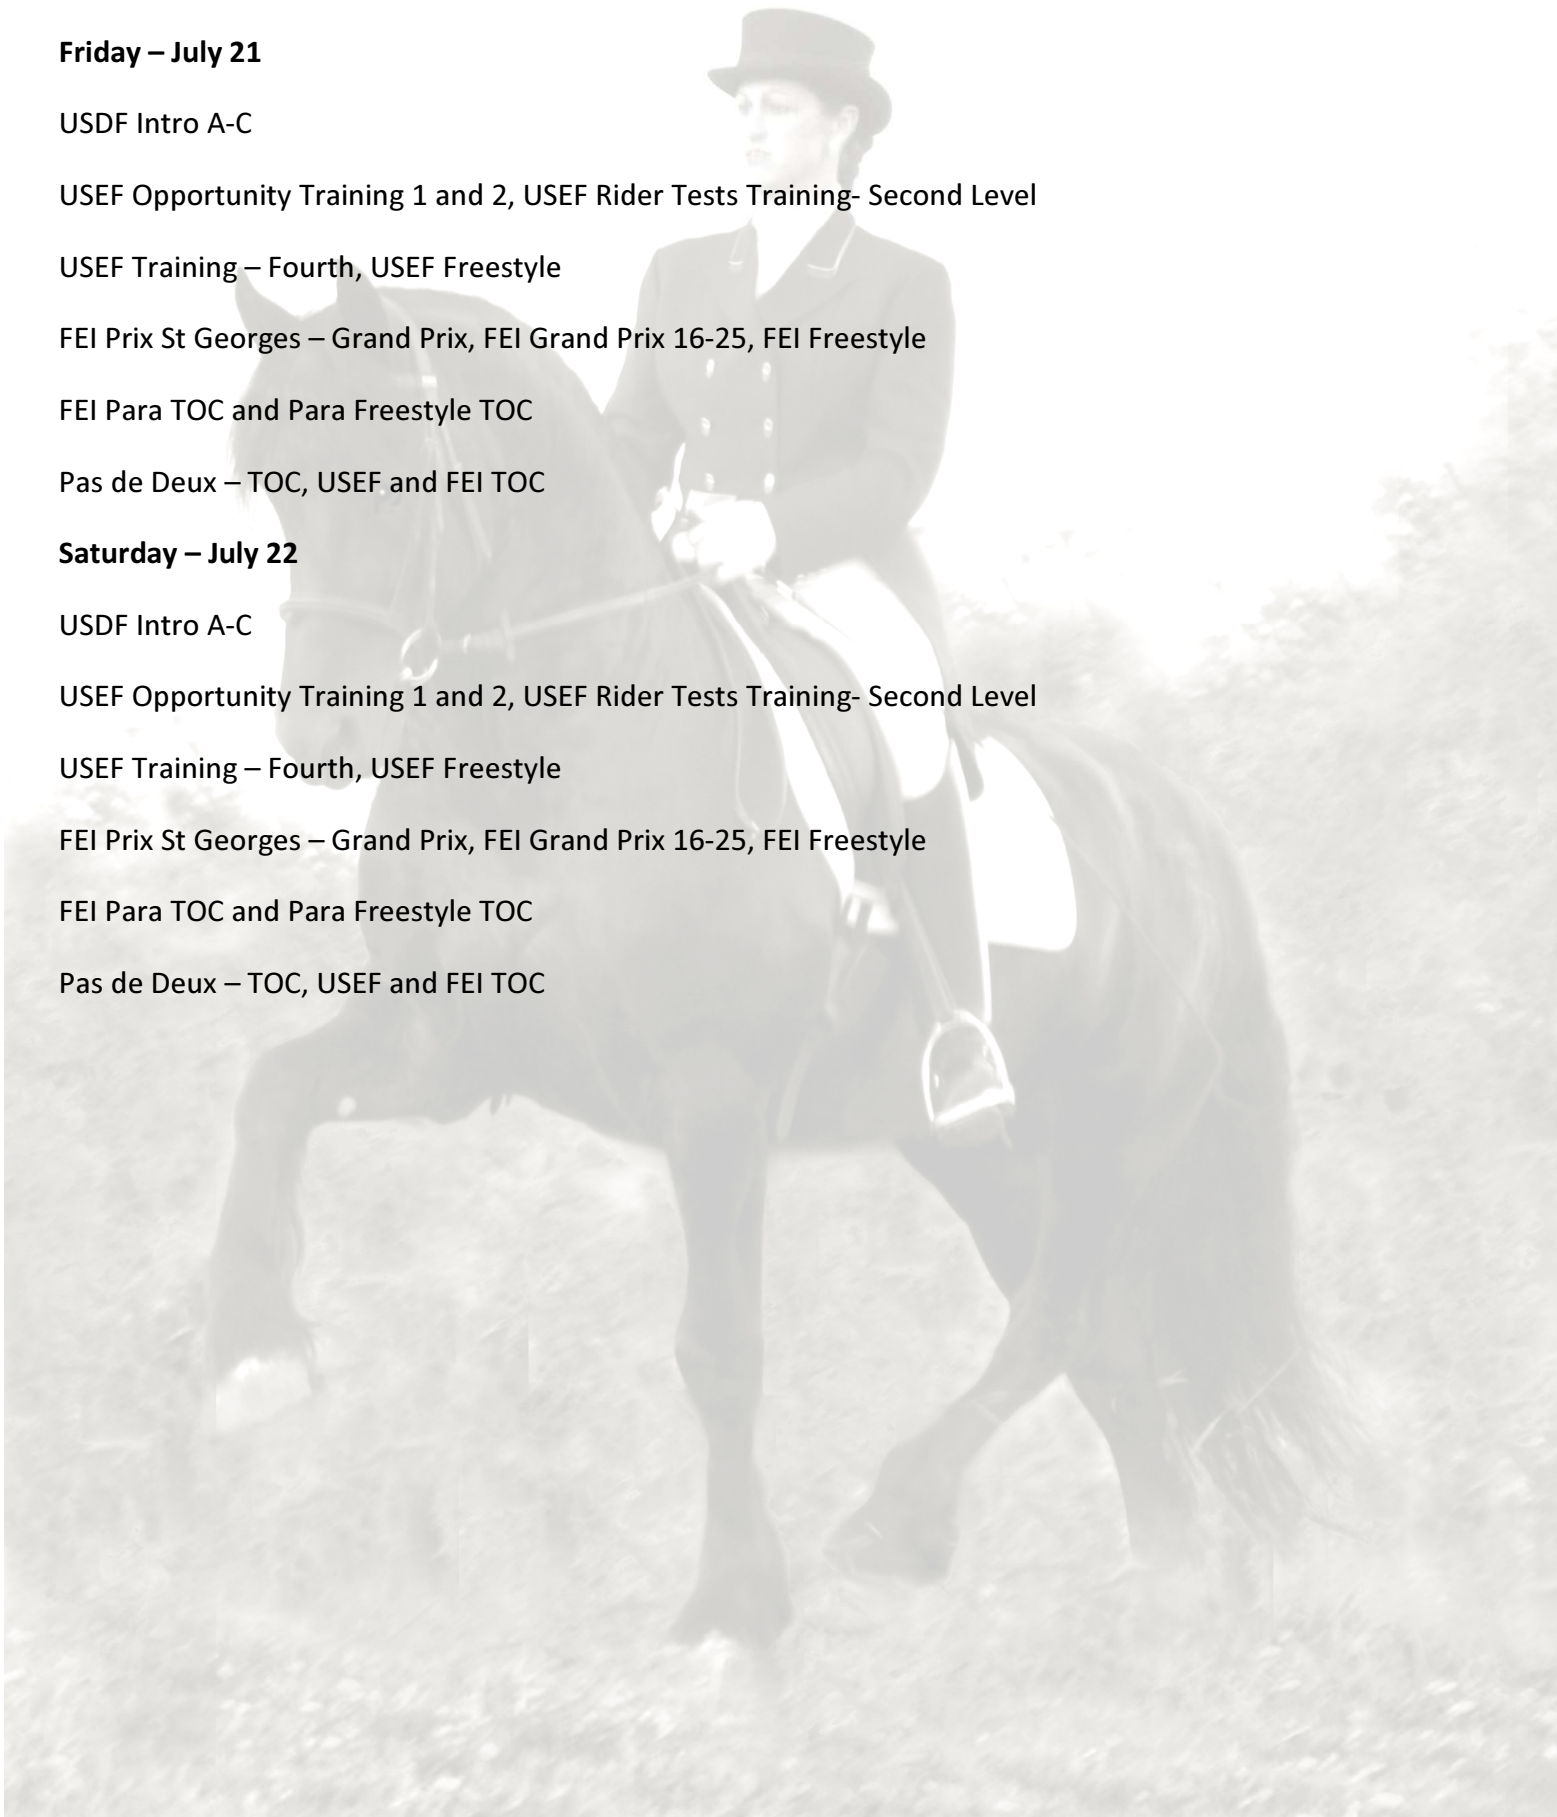 Friday – July 21
USDF Intro A-C
USEF Opportunity Training 1 and 2, USEF Rider Tests Training- Second Level
USEF Training – Fourth, USEF Freestyle
FEI Prix St Georges – Grand Prix, FEI Grand Prix 16-25, FEI Freestyle
FEI Para TOC and Para Freestyle TOC
Pas de Deux – TOC, USEF and FEI TOC
Saturday – July 22
USDF Intro A-C
USEF Opportunity Training 1 and 2, USEF Rider Tests Training- Second Level
USEF Training – Fourth, USEF Freestyle
FEI Prix St Georges – Grand Prix, FEI Grand Prix 16-25, FEI Freestyle
FEI Para TOC and Para Freestyle TOC
Pas de Deux – TOC, USEF and FEI TOC